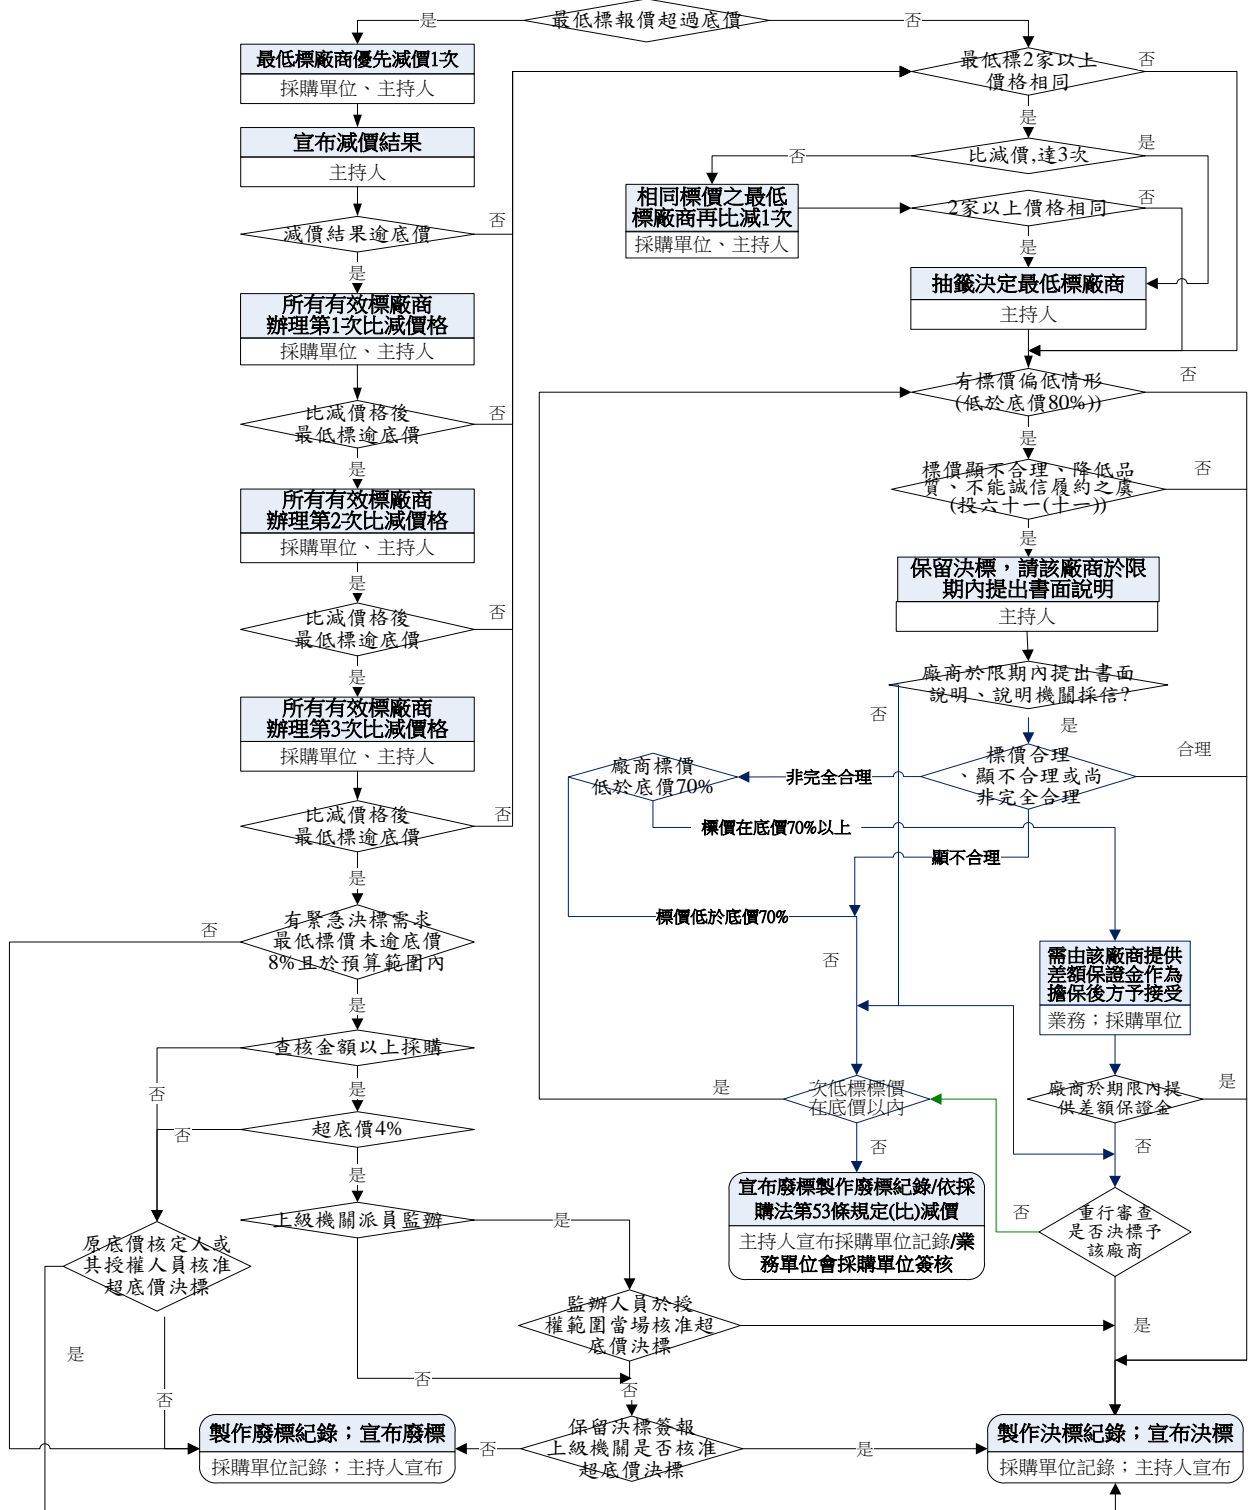 最低標報價超過底價
是
否
最低標廠商優先減價1次
採購單位、主持人
宣布減價結果
主持人
減價結果逾底價
否
是
所有有效標廠商
辦理第1次比減價格
採購單位、主持人
比減價格後
最低標逾底價
否
是
所有有效標廠商
辦理第2次比減價格
採購單位、主持人
是
比減價格後
最低標逾底價
否
是
所有有效標廠商
辦理第3次比減價格
採購單位、主持人
比減價格後
最低標逾底價
否
是
有緊急決標需求
最低標價未逾底價
8%且於預算範圍內
否
是
查核金額以上採購
否
是
超底價4%
否
是
上級機關派員監辦
是
否
原底價核定人或
其授權人員核准
超底價決標
是
否
監辦人員於授
權範圍當場核准超
底價決標
是
否
保留決標簽報
上級機關是否核准
超底價決標
否
是
製作廢標紀錄；宣布廢標
採購單位記錄；主持人宣布
最低標2家以上
價格相同
否
是
比減價,達3次
否
是
相同標價之最低
標廠商再比減1次
採購單位、主持人
2家以上價格相同
否
是
抽籤決定最低標廠商
主持人
有標價偏低情形
(低於底價80%))
否
是
標價顯不合理、降低品
質、不能誠信履約之虞
(投六十一(十一))
否
是
保留決標，請該廠商於限
期內提出書面說明
主持人
廠商於限期內提出書面
說明、說明機關採信?
否
是
標價合理
、顯不合理或尚
非完全合理
合理
非完全合理
顯不合理
廠商標價
低於底價70%
標價在底價70%以上
標價低於底價70%
否
需由該廠商提供
差額保證金作為
擔保後方予接受
業務；採購單位
廠商於期限內提
供差額保證金
是
否
次低標標價
在底價以內
是
否
宣布廢標製作廢標紀錄/依採
購法第53條規定(比)減價
主持人宣布採購單位記錄/業
務單位會採購單位簽核
重行審查
是否決標予
該廠商
否
製作決標紀錄；宣布決標
採購單位記錄；主持人宣布